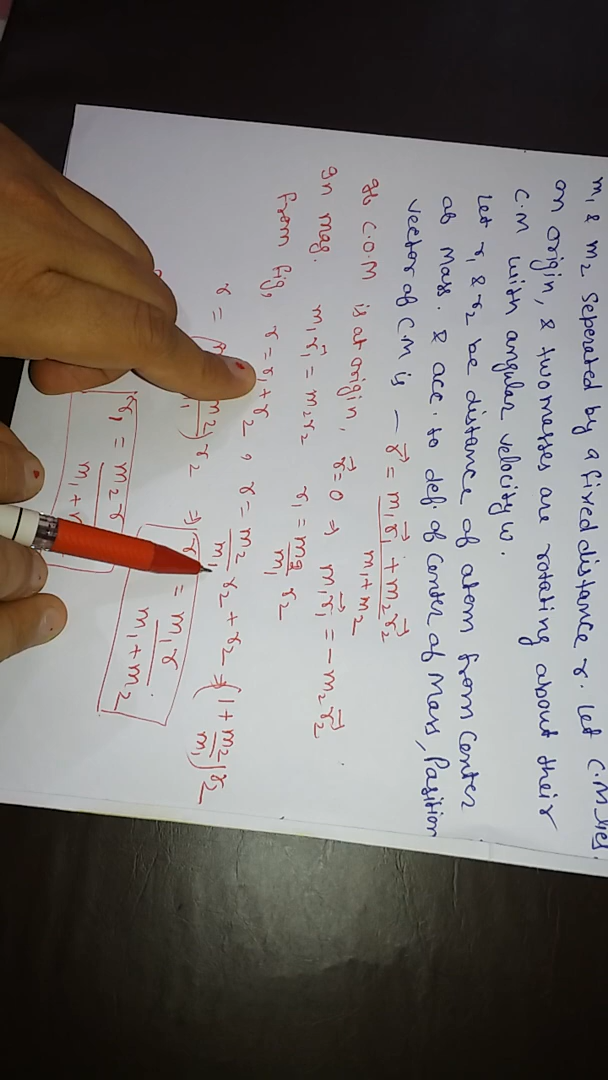 m₁ & m₂ seperated by a fixed distance r. Let C.M lies
on origin, & two masses are rotating about their
C.M with angular velocity ω.
Let r₁ & r₂ be distance of atom from center
of mass. & acc. to def. of center of mass, Position
vector of C.M is – r⃗ = (m₁r⃗₁ + m₂r⃗₂)/(m₁+m₂)
C.O.M is at origin, r⃗ = 0 ⇒ m₁r⃗₁ = -m₂r⃗₂
In mag. m₁r⃗₁ = m₂r₂ r₁ = m₂/m₁ r₂
from fig, r = r₁ + r₂, r = m₂/m₁ r₂ + r₂ ⇒ (1 + m₂/m₁) r₂
r = r₂ ⇒ = m₁r/(m₁+m₂)
r₁ = m₂r